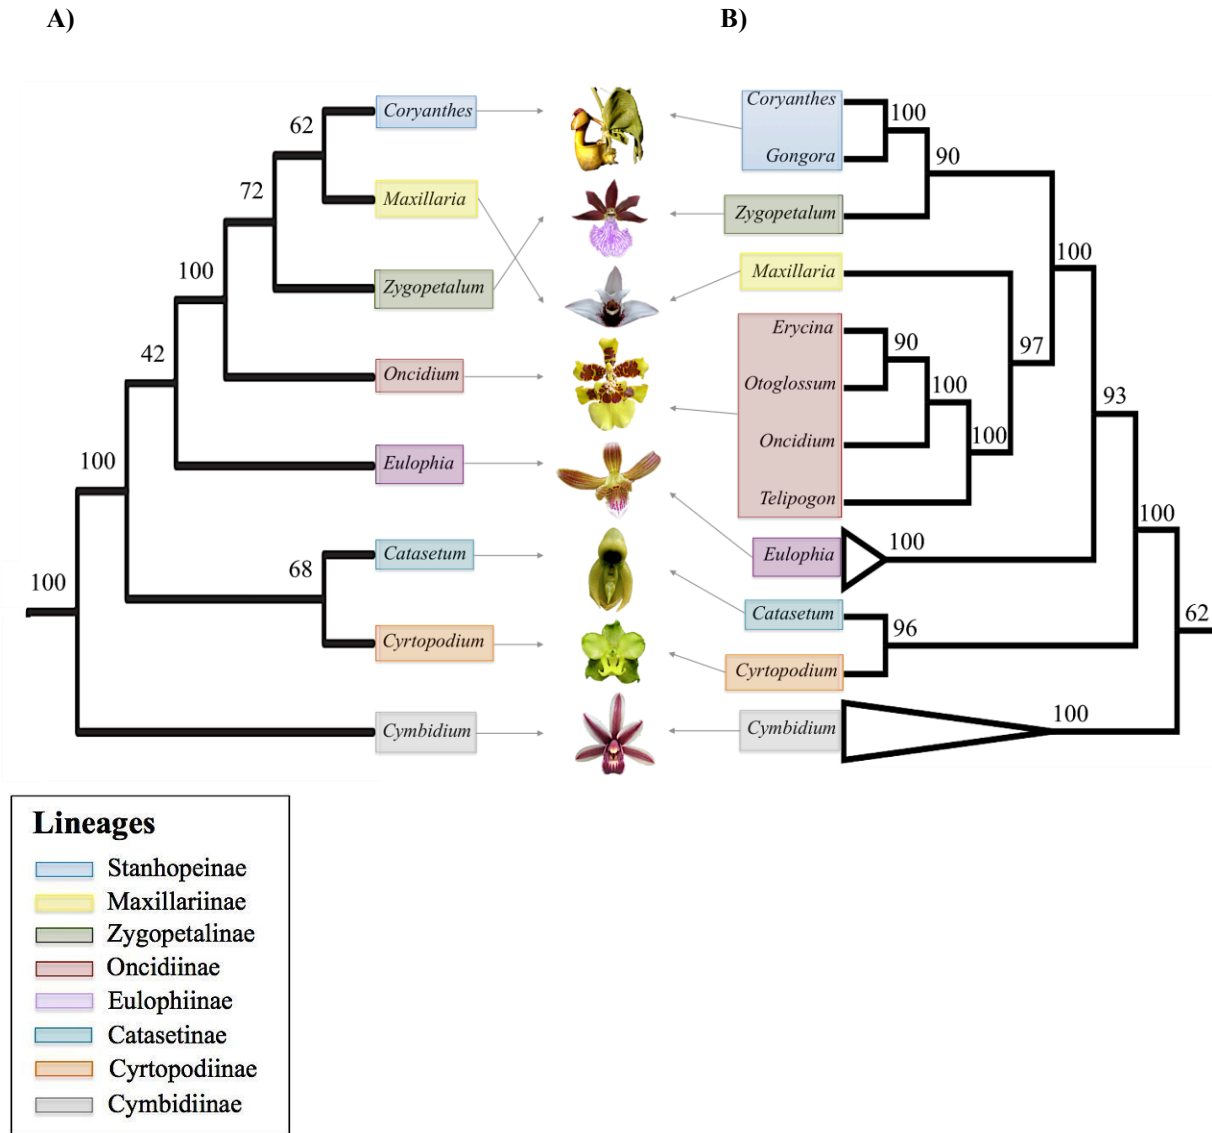 A)
B)
Coryanthes
62
Maxillaria
72
Zygopetalum
100
Oncidium
42
Eulophia
100
Catasetum
68
Cyrtopodium
100
Cymbidium
Coryanthes
100
Gongora
90
Zygopetalum
Maxillaria
100
Erycina
90
97
Otoglossum
100
93
Oncidium
100
Telipogon
100
Eulophia
100
Catasetum
96
62
Cyrtopodium
100
Cymbidium
Lineages
Stanhopeinae
Maxillariinae
Zygopetalinae
Oncidiinae
Eulophiinae
Catasetinae
Cyrtopodiinae
Cymbidiinae